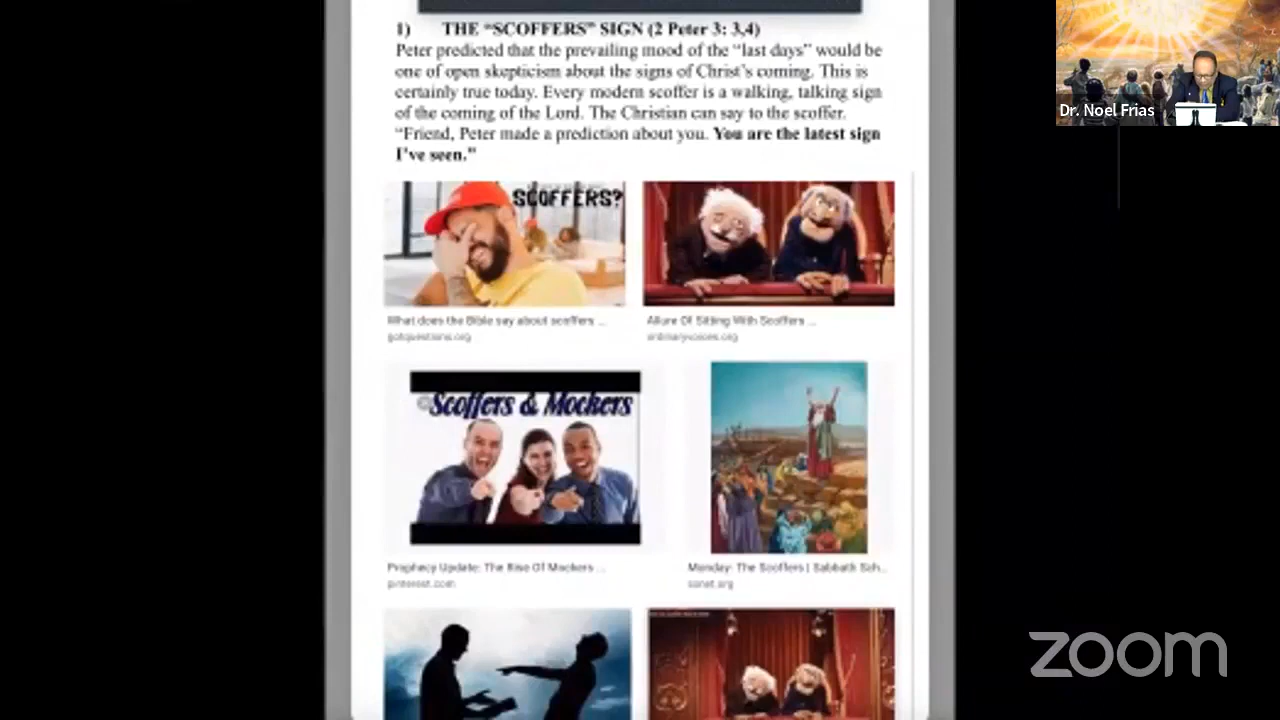 1) THE “SCOFFERS” SIGN (2 Peter 3: 3,4)
Peter predicted that the prevailing mood of the “last days” would be
one of open skepticism about the signs of Christ’s coming. This is
certainly true today. Every modern scoffer is a walking, talking sign
of the coming of the Lord. The Christian can say to the scoffer.
“Friend, Peter made a prediction about you. You are the latest sign
I’ve seen.”
Dr. Noel Frias
SCOFFERS?
What does the Bible say about scoffers ...
gotquestions.org
Allure Of Sitting With Scoffers ...
ordinaryvoices.org
Scoffers & Mockers
Prophecy Update: The Rise Of Mockers ...
pinterest.com
Monday: The Scoffers | Sabbath Sch...
ssnet.org
zoom